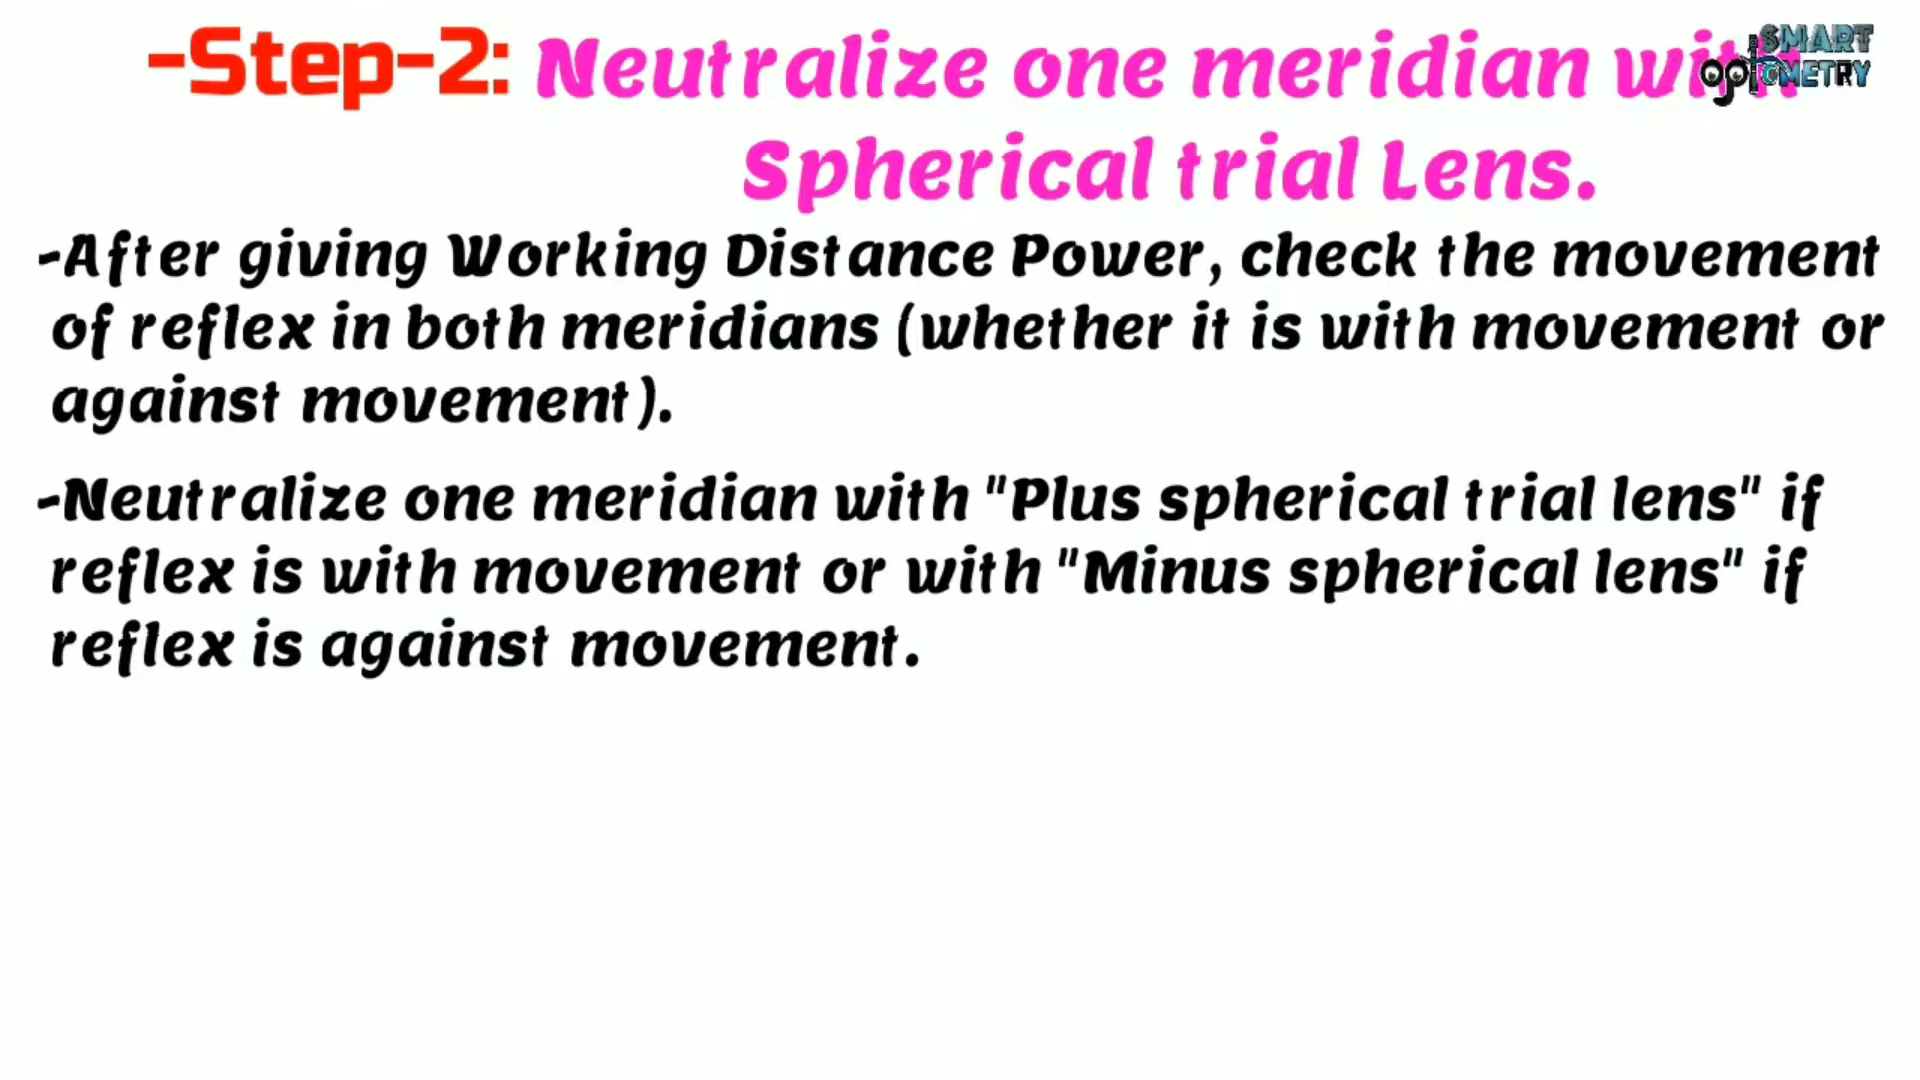 -Step-2: Neutralize one meridian with
Spherical trial Lens.
SMART
OptOMETRY
-After giving Working Distance Power, check the movement
of reflex in both meridians (whether it is with movement or
against movement).
-Neutralize one meridian with "Plus spherical trial lens" if
reflex is with movement or with "Minus spherical lens" if
reflex is against movement.